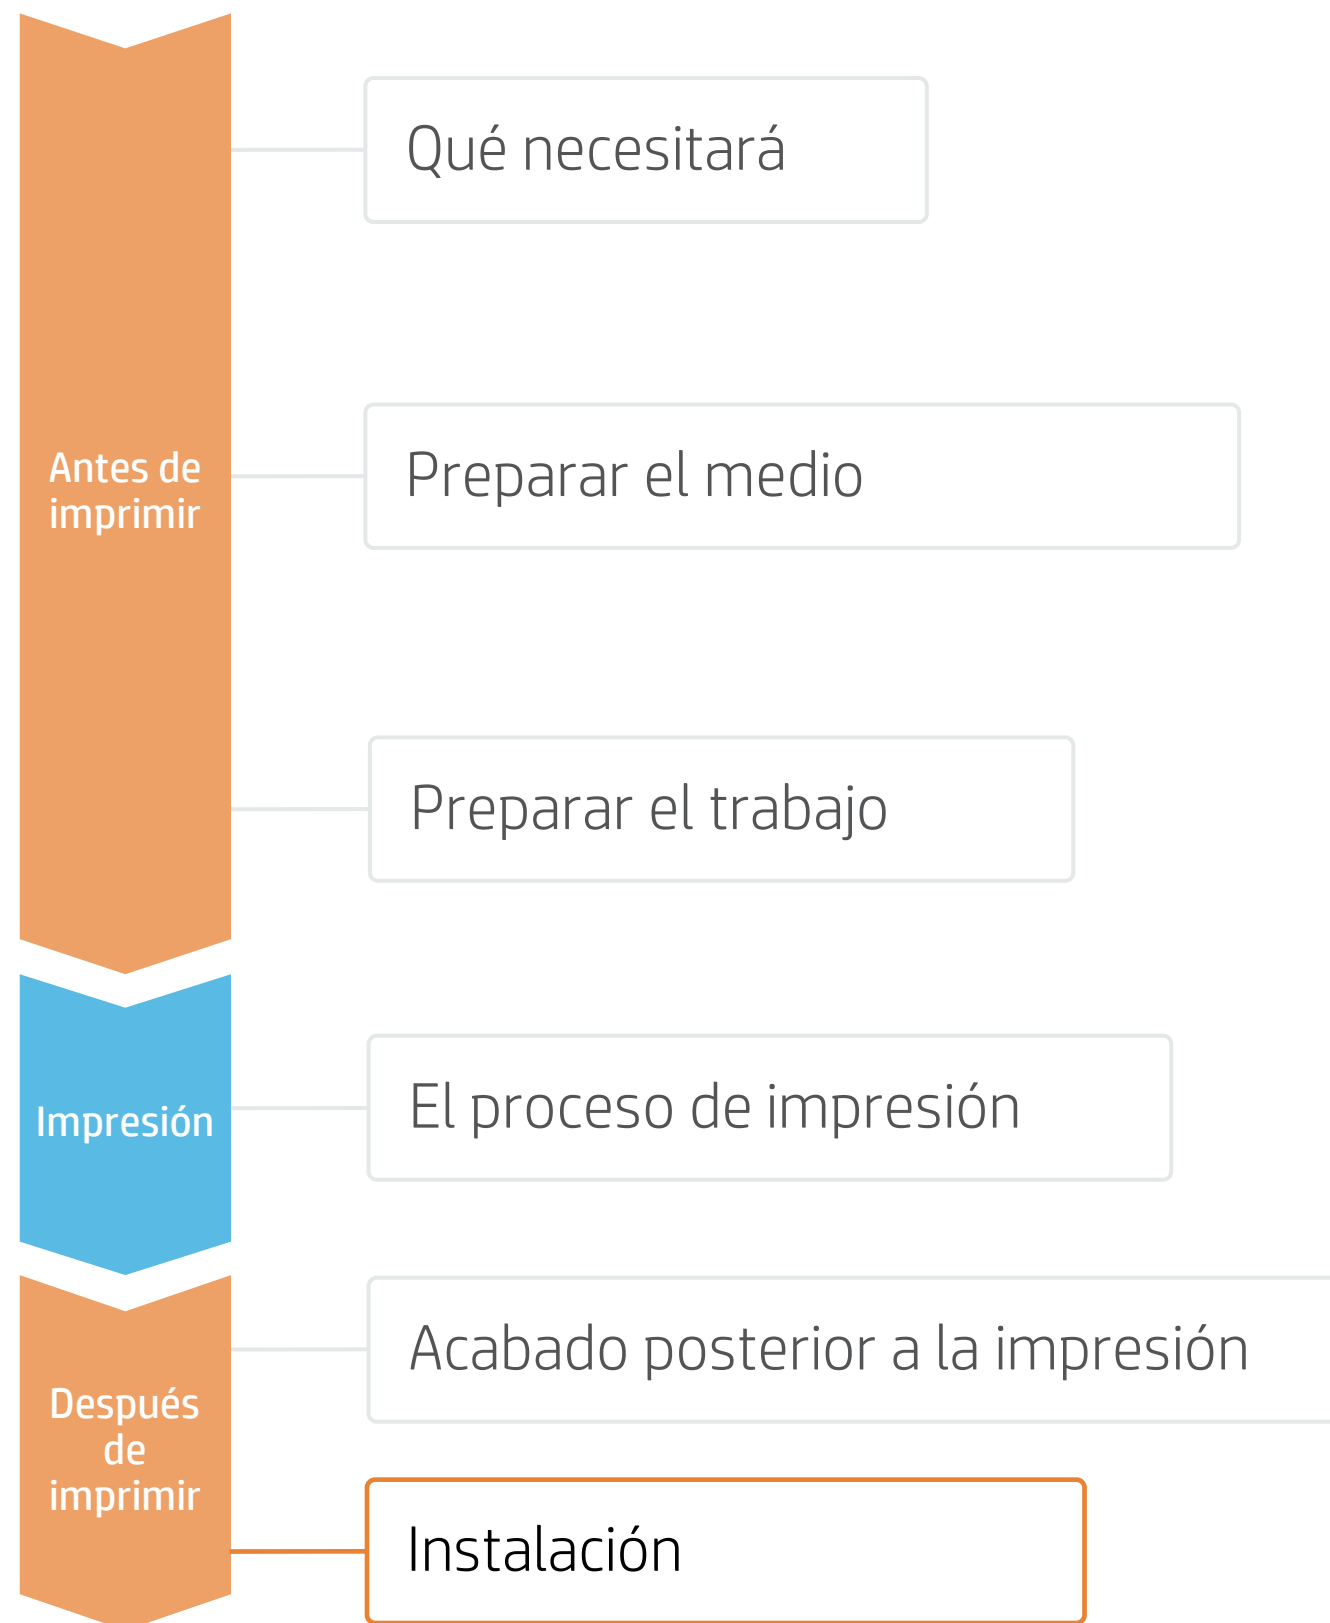 Qué necesitará
Antes de
imprimir
Preparar el medio
Preparar el trabajo
Impresión
El proceso de impresión
Después
de
imprimir
Acabado posterior a la impresión
Instalación